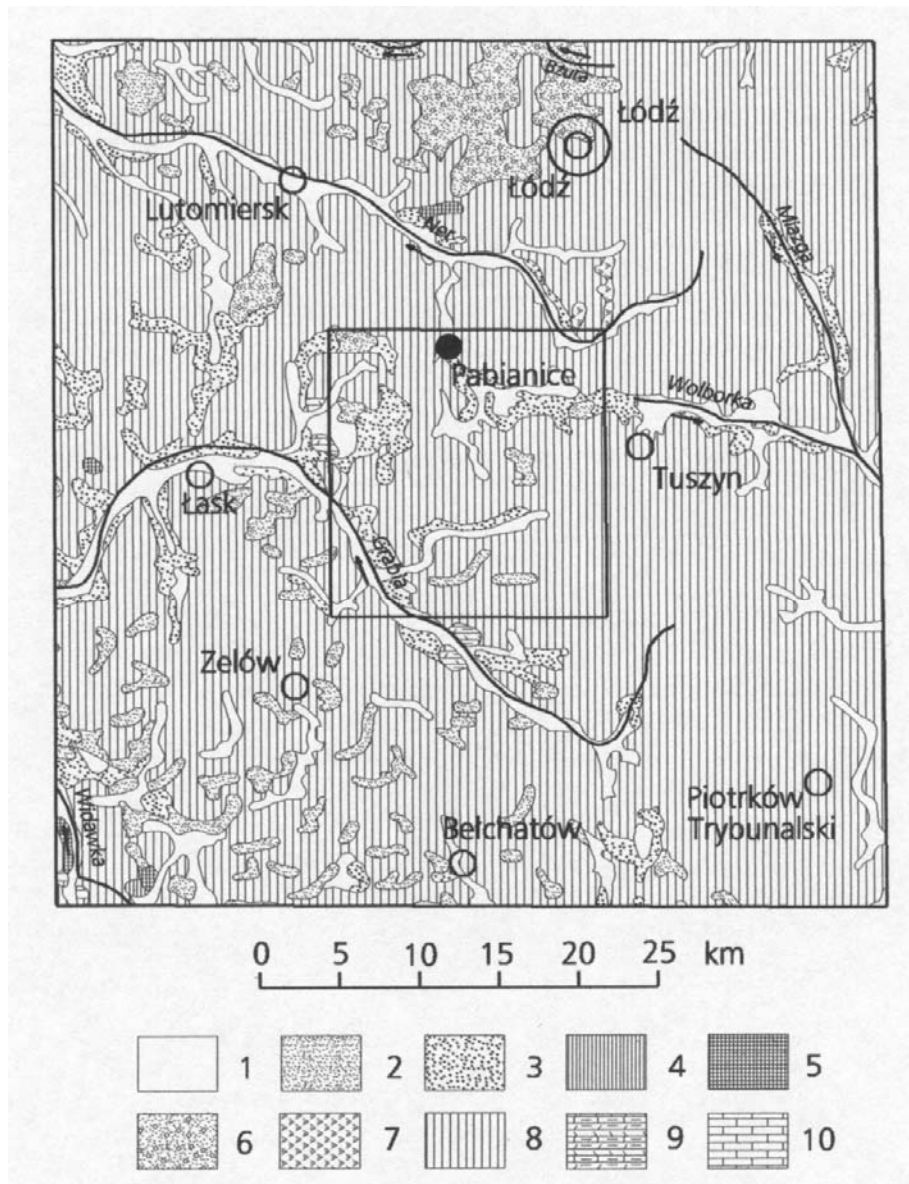 Bzura
Łódź
Łódź
Lutomiersk
Ner
Miazga
Pabianice
Wolborka
Tuszyn
Łask
Grabia
Zelów
Widawka
Piotrków
Trybunalski
Bełchatów
0 5 10 15 20 25 km
1 2 3 4 5
6 7 8 9 10